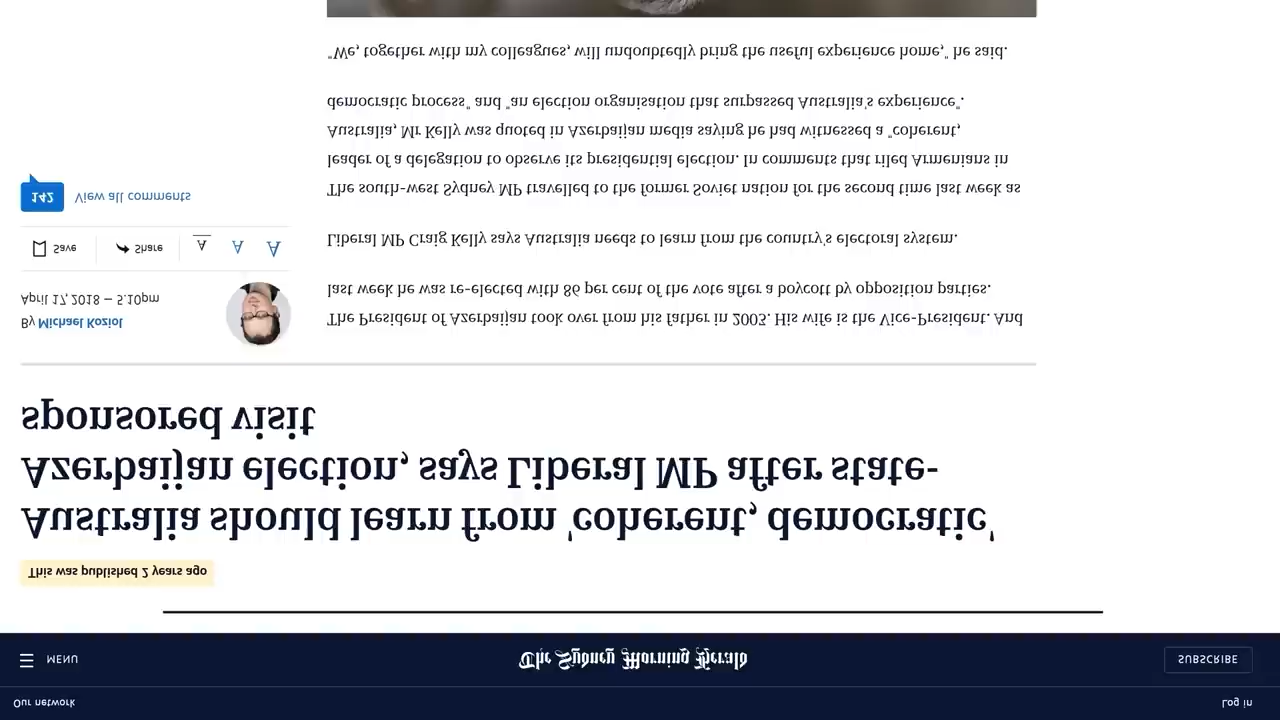 Our network
Log in
MENU
The Sydney Morning Herald
SUBSCRIBE
This was published 2 years ago
Australia should learn from 'coherent, democratic'
Azerbaijan election, says Liberal MP after state-
sponsored visit
By Michael Koziol
April 17, 2018 — 5.10pm
Save
Share
A
A
A
142
View all comments
The President of Azerbaijan took over from his father in 2003. His wife is the Vice-President. And
last week he was re-elected with 86 per cent of the vote after a boycott by opposition parties.
Liberal MP Craig Kelly says Australia needs to learn from the country's electoral system.
The south-west Sydney MP travelled to the former Soviet nation for the second time last week as
leader of a delegation to observe its presidential election. In comments that riled Armenians in
Australia, Mr Kelly was quoted in Azerbaijan media saying he had witnessed a "coherent,
democratic process" and "an election organisation that surpassed Australia's experience".
"We, together with my colleagues, will undoubtedly bring the useful experience home," he said.